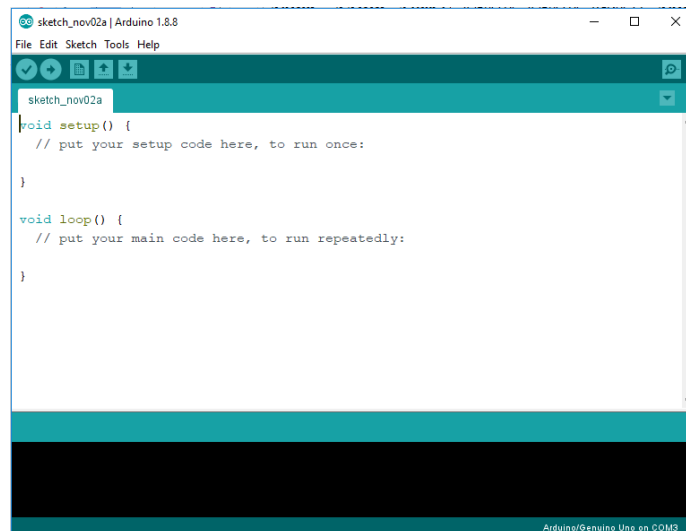 sketch_nov02a | Arduino 1.8.8
File Edit Sketch Tools Help
sketch_nov02a
void setup() {
  // put your setup code here, to run once:
}
void loop() {
  // put your main code here, to run repeatedly:
}
Arduino/Genuino Uno on COM3